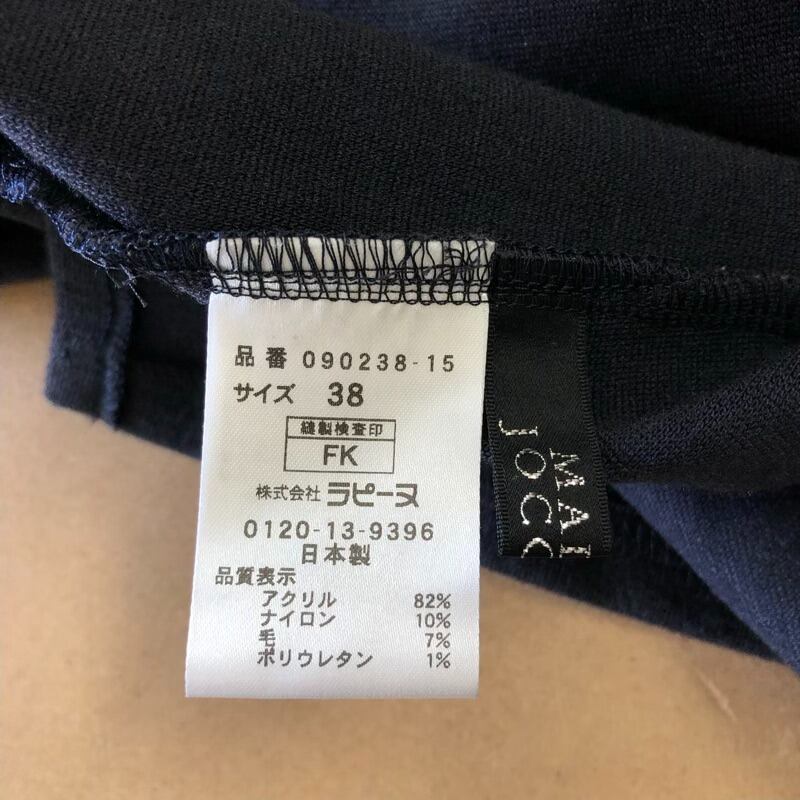 品番 090238-15
サイズ 38
縫製検査印
FK
株式会社 ラピーヌ
0120-13-9396
日本製
品質表示
アクリル 82%
ナイロン 10%
毛 7%
ポリウレタン 1%
MAI
JOCO